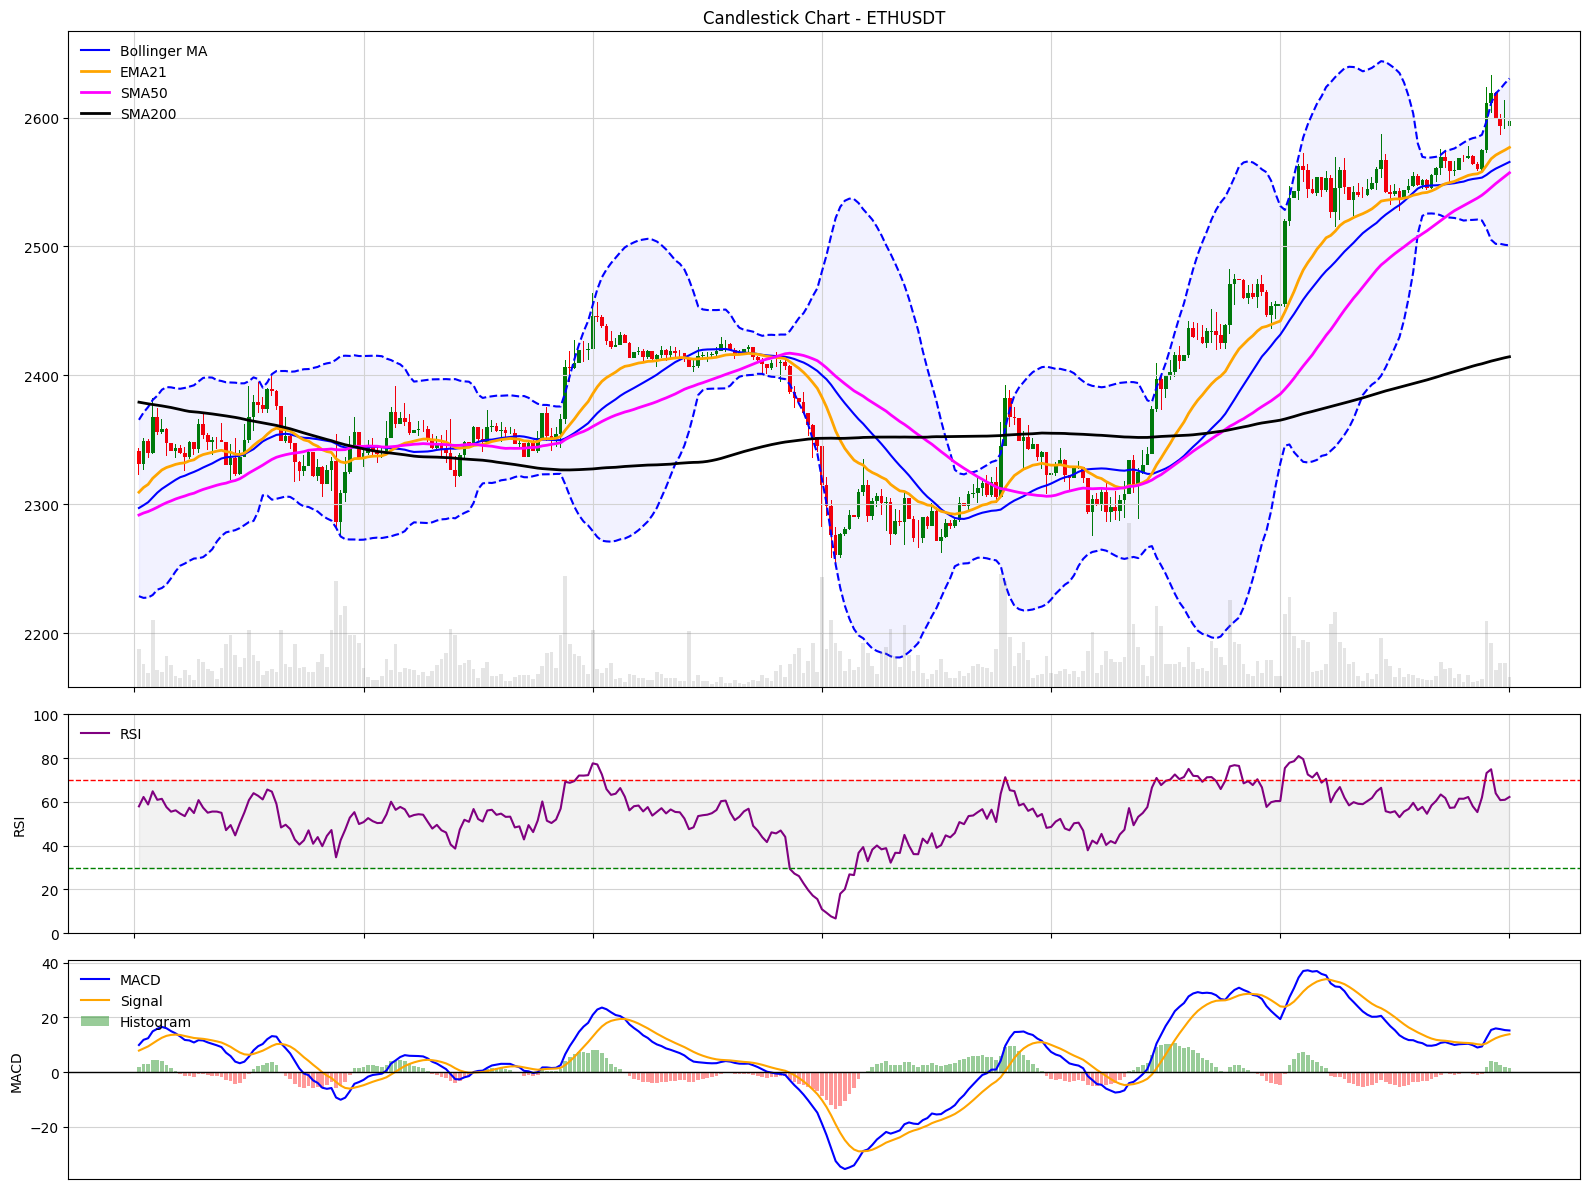 Candlestick Chart - ETHUSDT
Bollinger MA
EMA21
SMA50
SMA200
2600
2500
2400
2300
2200
100
RSI
80
60
RSI
40
20
0
40
MACD
Signal
20
Histogram
MACD
0
−20